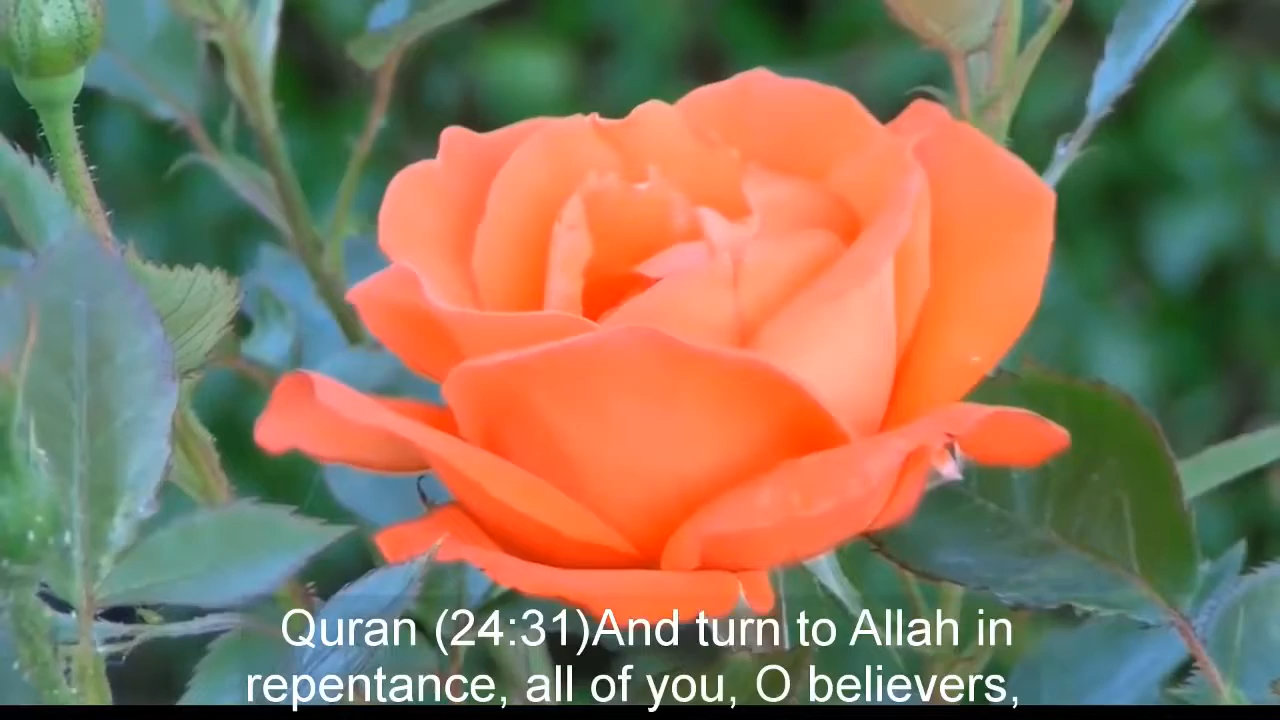 Quran (24:31)And turn to Allah in
repentance, all of you, O believers,